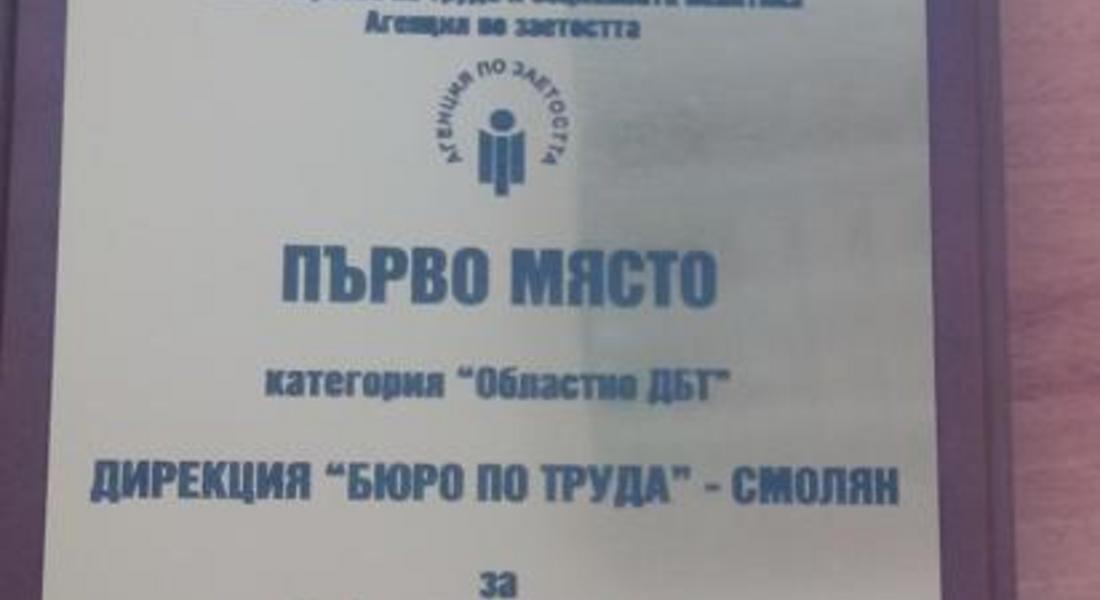 Агенция по заетостта
АГЕНЦИЯ ПО ЗАЕТОСТТА
ПЪРВО МЯСТО
категория “Областно ДБТ”
ДИРЕКЦИЯ “БЮРО ПО ТРУДА” - СМОЛЯН
за